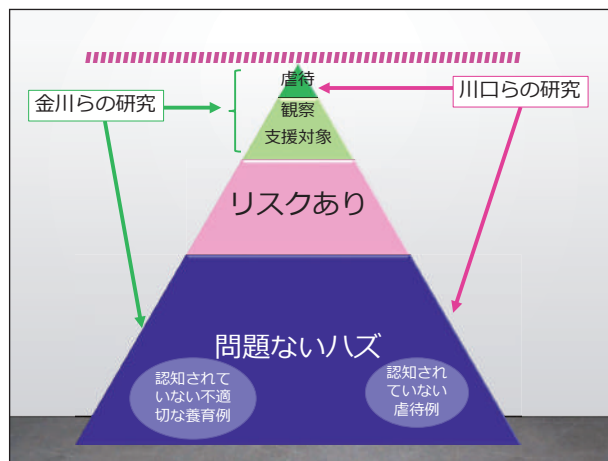 虐待
金川らの研究
川口らの研究
観察
支援対象
リスクあり
問題ないハズ
認知されて
いない不適
切な養育例
認知され
ていない
虐待例